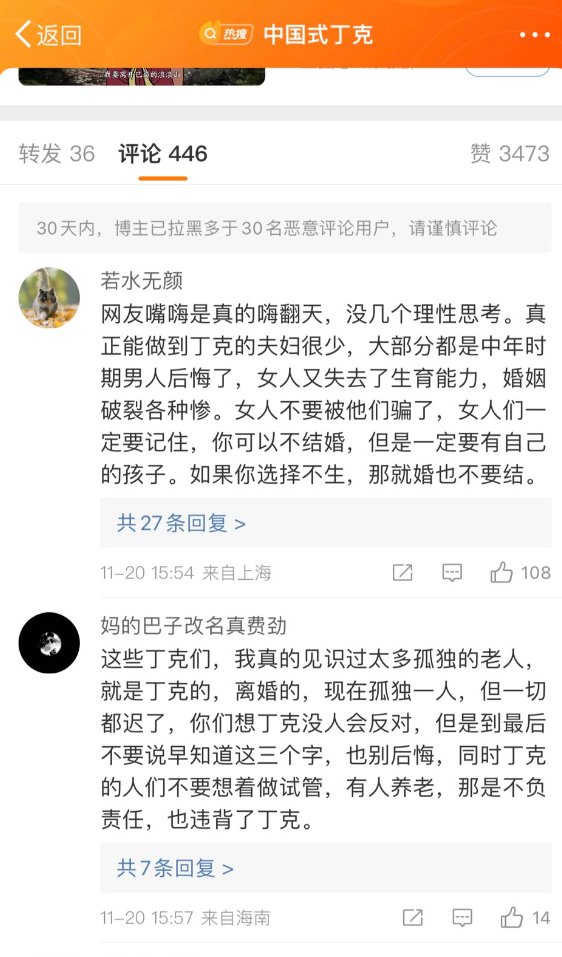 返回
热搜
中国式丁克
我要离开巴蜀的浪浪山
转发 36
评论 446
赞 3473
30天内，博主已拉黑多于30名恶意评论用户，请谨慎评论
若水无颜
网友嘴嗨是真的嗨翻天，没几个理性思考。真
正能做到丁克的夫妇很少，大部分都是中年时
期男人后悔了，女人又失去了生育能力，婚姻
破裂各种惨。女人不要被他们骗了，女人们一
定要记住，你可以不结婚，但是一定要有自己
的孩子。如果你选择不生，那就婚也不要结。
共27条回复 >
11-20 15:54 来自上海
108
妈的巴子改名真费劲
这些丁克们，我真的见识过太多孤独的老人，
就是丁克的，离婚的，现在孤独一人，但一切
都迟了，你们想丁克没人会反对，但是到最后
不要说早知道这三个字，也别后悔，同时丁克
的人们不要想着做试管，有人养老，那是不负
责任，也违背了丁克。
共7条回复 >
11-20 15:57 来自海南
14